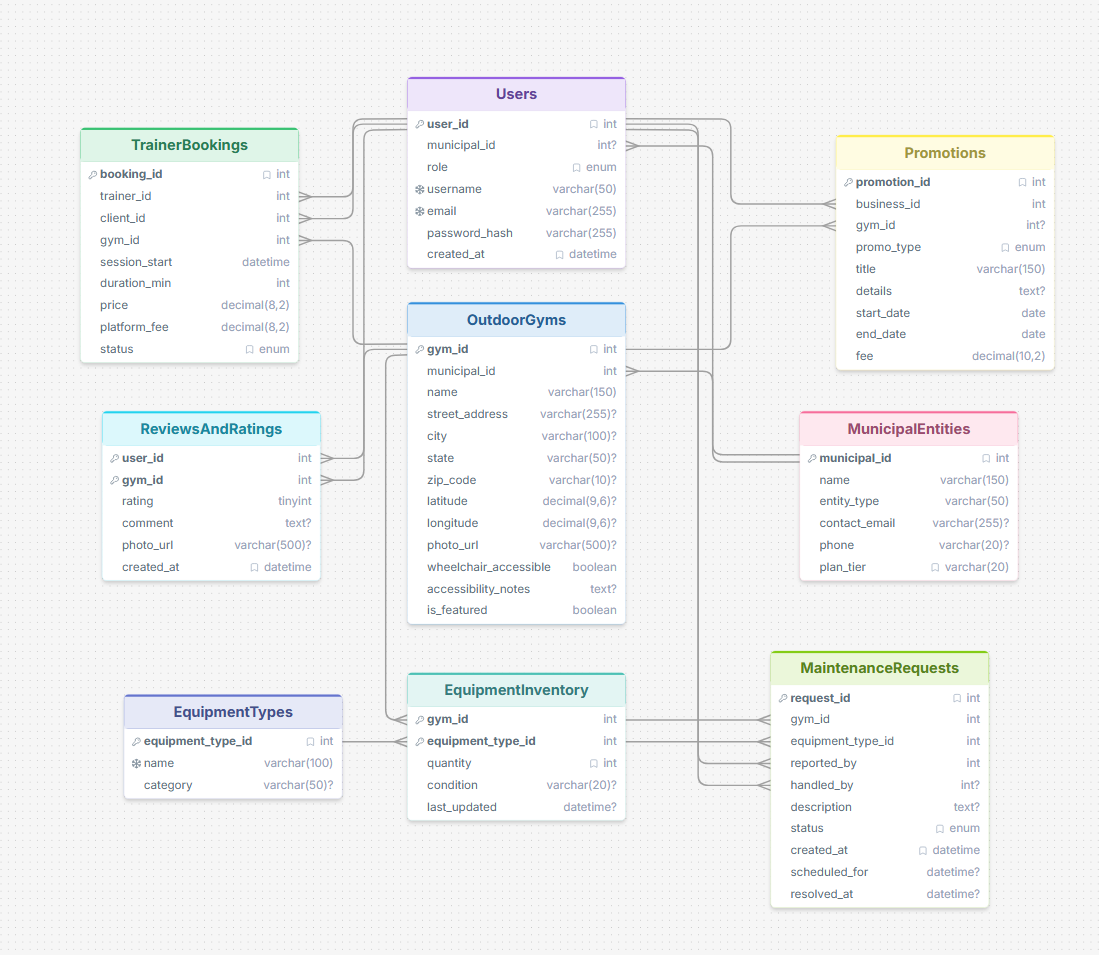 Users
user_id int
municipal_id int?
role enum
username varchar(50)
email varchar(255)
password_hash varchar(255)
created_at datetime
TrainerBookings
booking_id int
trainer_id int
client_id int
gym_id int
session_start datetime
duration_min int
price decimal(8,2)
platform_fee decimal(8,2)
status enum
Promotions
promotion_id int
business_id int
gym_id int?
promo_type enum
title varchar(150)
details text?
start_date date
end_date date
fee decimal(10,2)
OutdoorGyms
gym_id int
municipal_id int
name varchar(150)
street_address varchar(255)?
city varchar(100)?
state varchar(50)?
zip_code varchar(10)?
latitude decimal(9,6)?
longitude decimal(9,6)?
photo_url varchar(500)?
wheelchair_accessible boolean
accessibility_notes text?
is_featured boolean
ReviewsAndRatings
user_id int
gym_id int
rating tinyint
comment text?
photo_url varchar(500)?
created_at datetime
MunicipalEntities
municipal_id int
name varchar(150)
entity_type varchar(50)
contact_email varchar(255)?
phone varchar(20)?
plan_tier varchar(20)
EquipmentTypes
equipment_type_id int
name varchar(100)
category varchar(50)?
EquipmentInventory
gym_id int
equipment_type_id int
quantity int
condition varchar(20)?
last_updated datetime?
MaintenanceRequests
request_id int
gym_id int
equipment_type_id int
reported_by int
handled_by int?
description text?
status enum
created_at datetime
scheduled_for datetime?
resolved_at datetime?